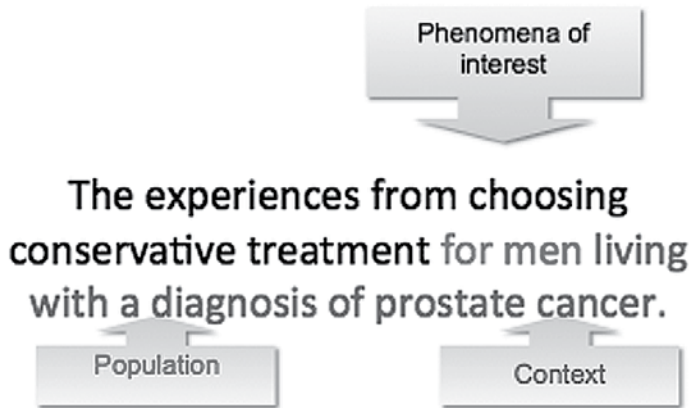 Phenomena of
interest
The experiences from choosing
conservative treatment for men living
with a diagnosis of prostate cancer.
Population
Context